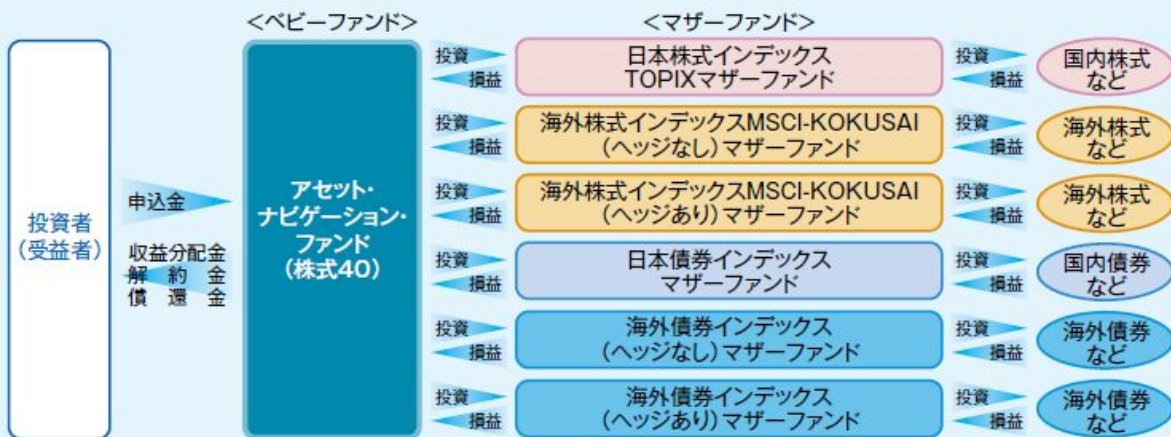 ＜ベビーファンド＞
＜マザーファンド＞
投資者
（受益者）
申込金
収益分配金
解約金
償還金
アセット・
ナビゲーション・
ファンド
（株式40）
投資
損益
日本株式インデックス
TOPIXマザーファンド
投資
損益
国内株式
など
投資
損益
海外株式インデックスMSCI-KOKUSAI
（ヘッジなし）マザーファンド
投資
損益
海外株式
など
投資
損益
海外株式インデックスMSCI-KOKUSAI
（ヘッジあり）マザーファンド
投資
損益
海外株式
など
投資
損益
日本債券インデックス
マザーファンド
投資
損益
国内債券
など
投資
損益
海外債券インデックス
（ヘッジなし）マザーファンド
投資
損益
海外債券
など
投資
損益
海外債券インデックス
（ヘッジあり）マザーファンド
投資
損益
海外債券
など